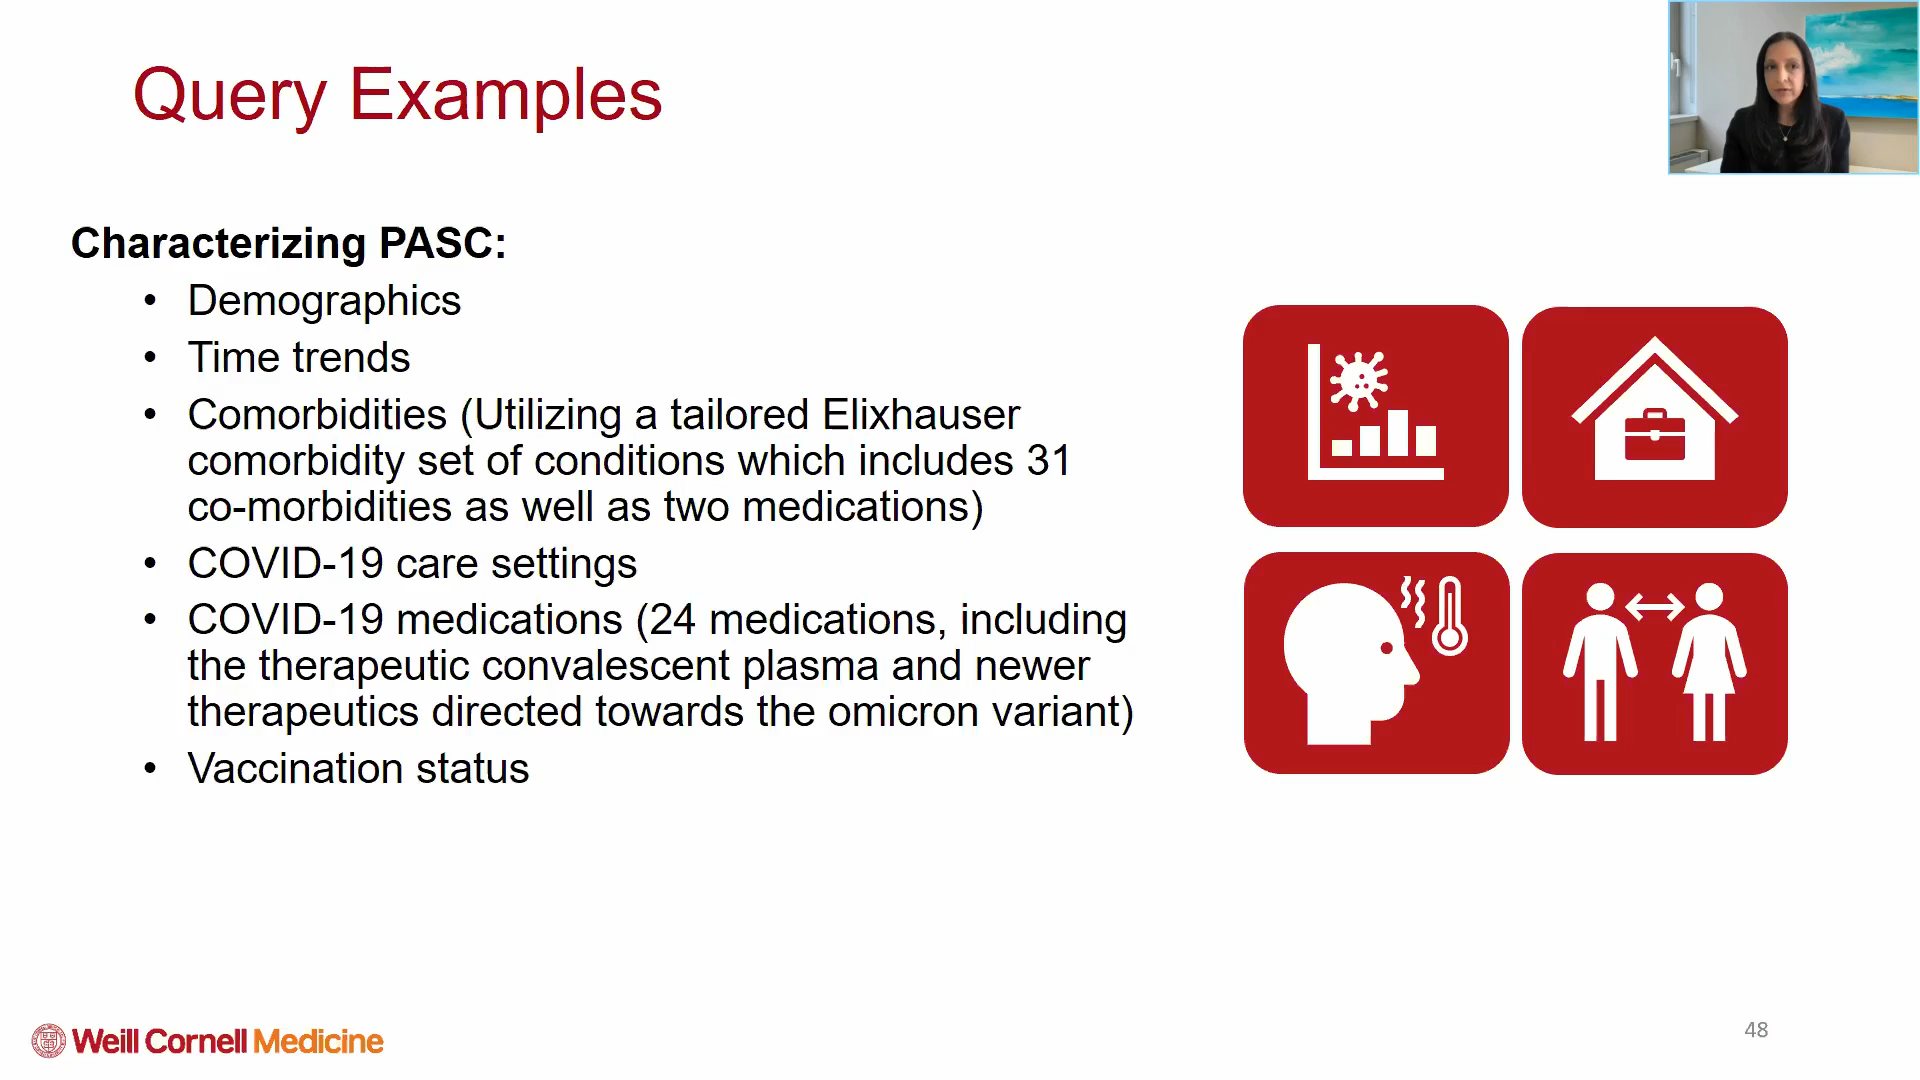 Query Examples
Characterizing PASC:
• Demographics
• Time trends
• Comorbidities (Utilizing a tailored Elixhauser
comorbidity set of conditions which includes 31
co-morbidities as well as two medications)
• COVID-19 care settings
• COVID-19 medications (24 medications, including
the therapeutic convalescent plasma and newer
therapeutics directed towards the omicron variant)
• Vaccination status
Weill Cornell Medicine
48